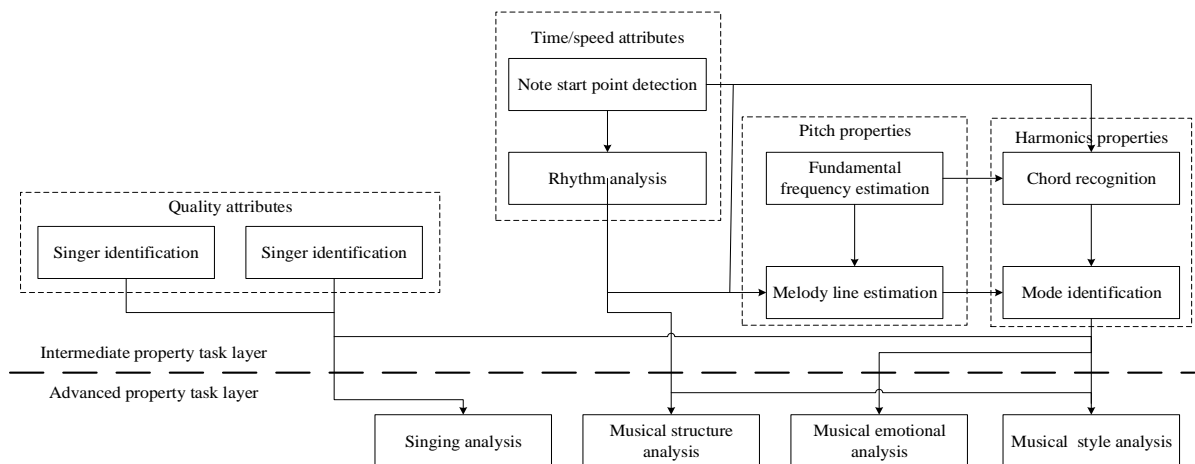 Time/speed attributes
Note start point detection
Rhythm analysis
Pitch properties
Fundamental
frequency estimation
Melody line estimation
Harmonics properties
Chord recognition
Mode identification
Quality attributes
Singer identification
Singer identification
Intermediate property task layer
Advanced property task layer
Singing analysis
Musical structure
analysis
Musical emotional
analysis
Musical style analysis